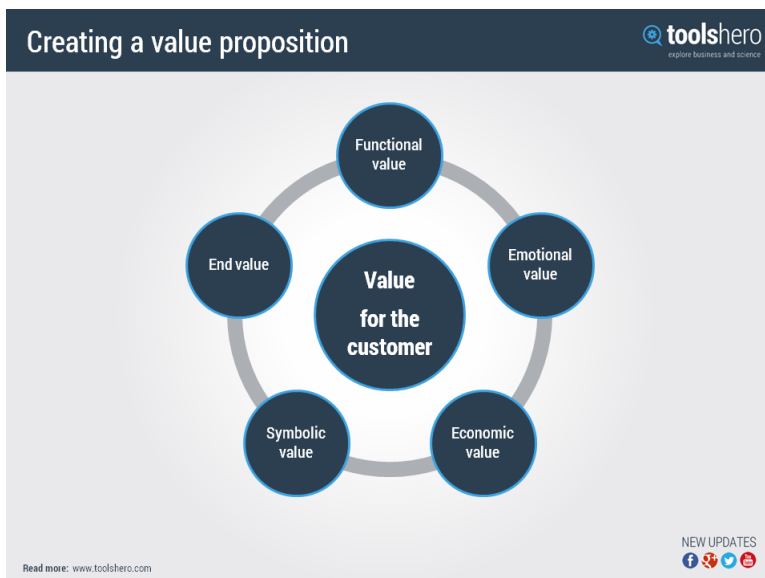 Creating a value proposition
toolshero
explore business and science
Functional
value
Emotional
value
Economic
value
Symbolic
value
End value
Value
for the
customer
NEW UPDATES
Read more: www.toolshero.com